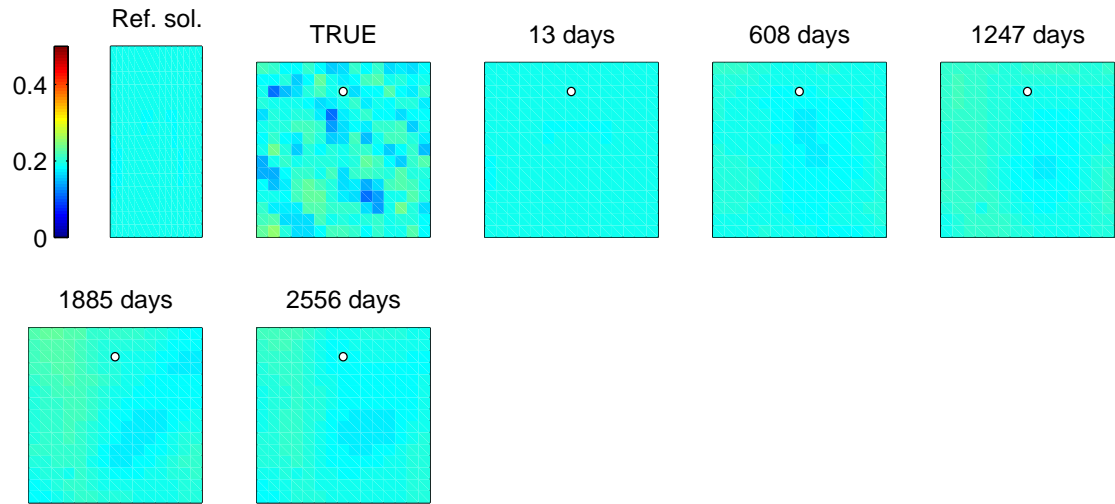 Ref. sol.
TRUE
13 days
608 days
1247 days
0.4
0.2
0
1885 days
2556 days